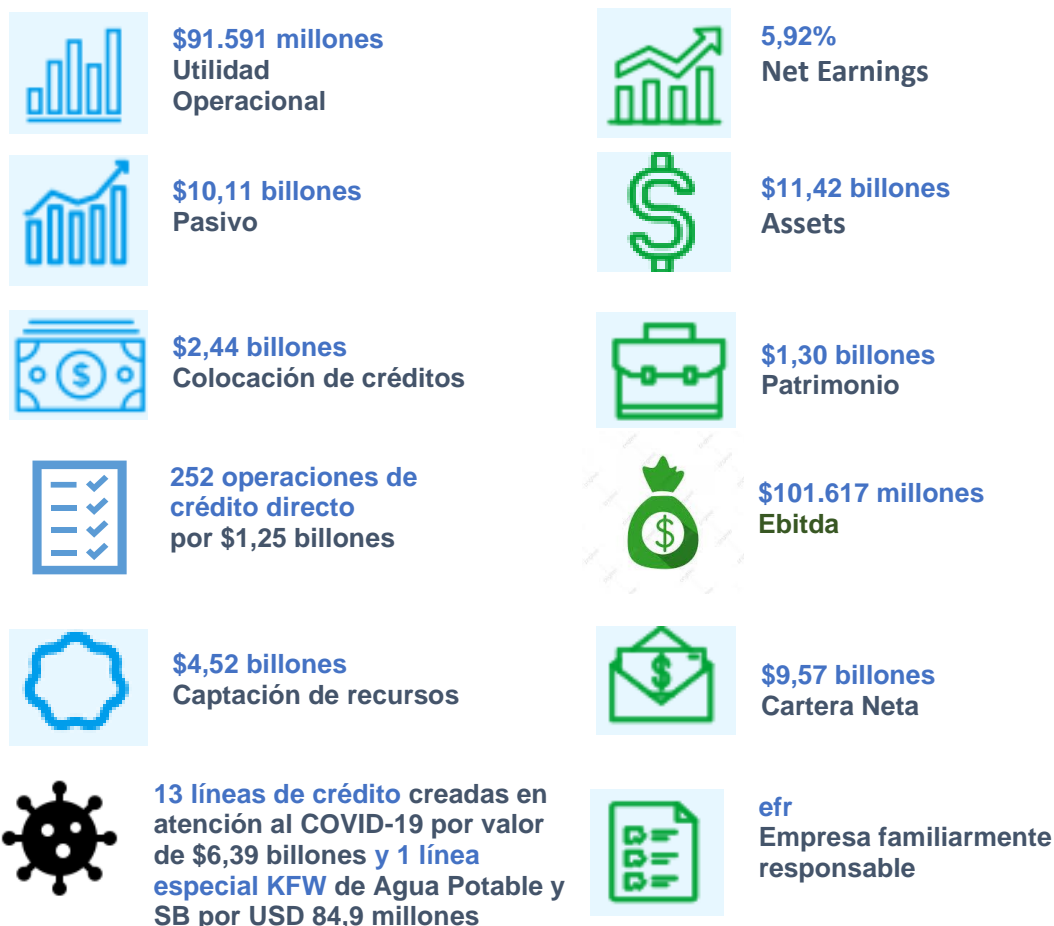 $91.591 millones
Utilidad
Operacional
5,92%
Net Earnings
$10,11 billones
Pasivo
$11,42 billones
Assets
$2,44 billones
Colocación de créditos
$1,30 billones
Patrimonio
252 operaciones de
crédito directo
por $1,25 billones
$101.617 millones
Ebitda
$4,52 billones
Captación de recursos
$9,57 billones
Cartera Neta
13 líneas de crédito creadas en
atención al COVID-19 por valor
de $6,39 billones y 1 línea
especial KFW de Agua Potable y
SB por USD 84,9 millones
efr
Empresa familiarmente
responsable